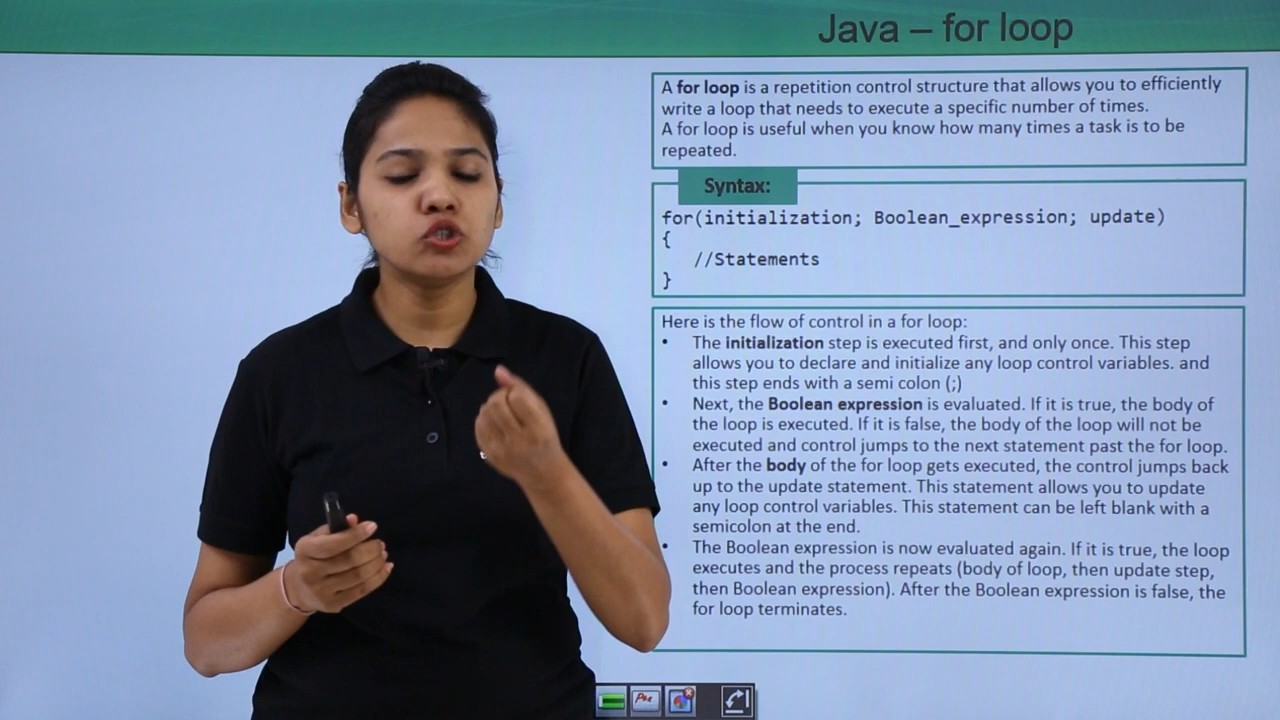 Java – for loop
A for loop is a repetition control structure that allows you to efficiently
write a loop that needs to execute a specific number of times.
A for loop is useful when you know how many times a task is to be
repeated.
Syntax:
for(initialization; Boolean_expression; update)
{
//Statements
}
Here is the flow of control in a for loop:
• The initialization step is executed first, and only once. This step
allows you to declare and initialize any loop control variables. and
this step ends with a semi colon (;)
• Next, the Boolean expression is evaluated. If it is true, the body of
the loop is executed. If it is false, the body of the loop will not be
executed and control jumps to the next statement past the for loop.
• After the body of the for loop gets executed, the control jumps back
up to the update statement. This statement allows you to update
any loop control variables. This statement can be left blank with a
semicolon at the end.
• The Boolean expression is now evaluated again. If it is true, the loop
executes and the process repeats (body of loop, then update step,
then Boolean expression). After the Boolean expression is false, the
for loop terminates.